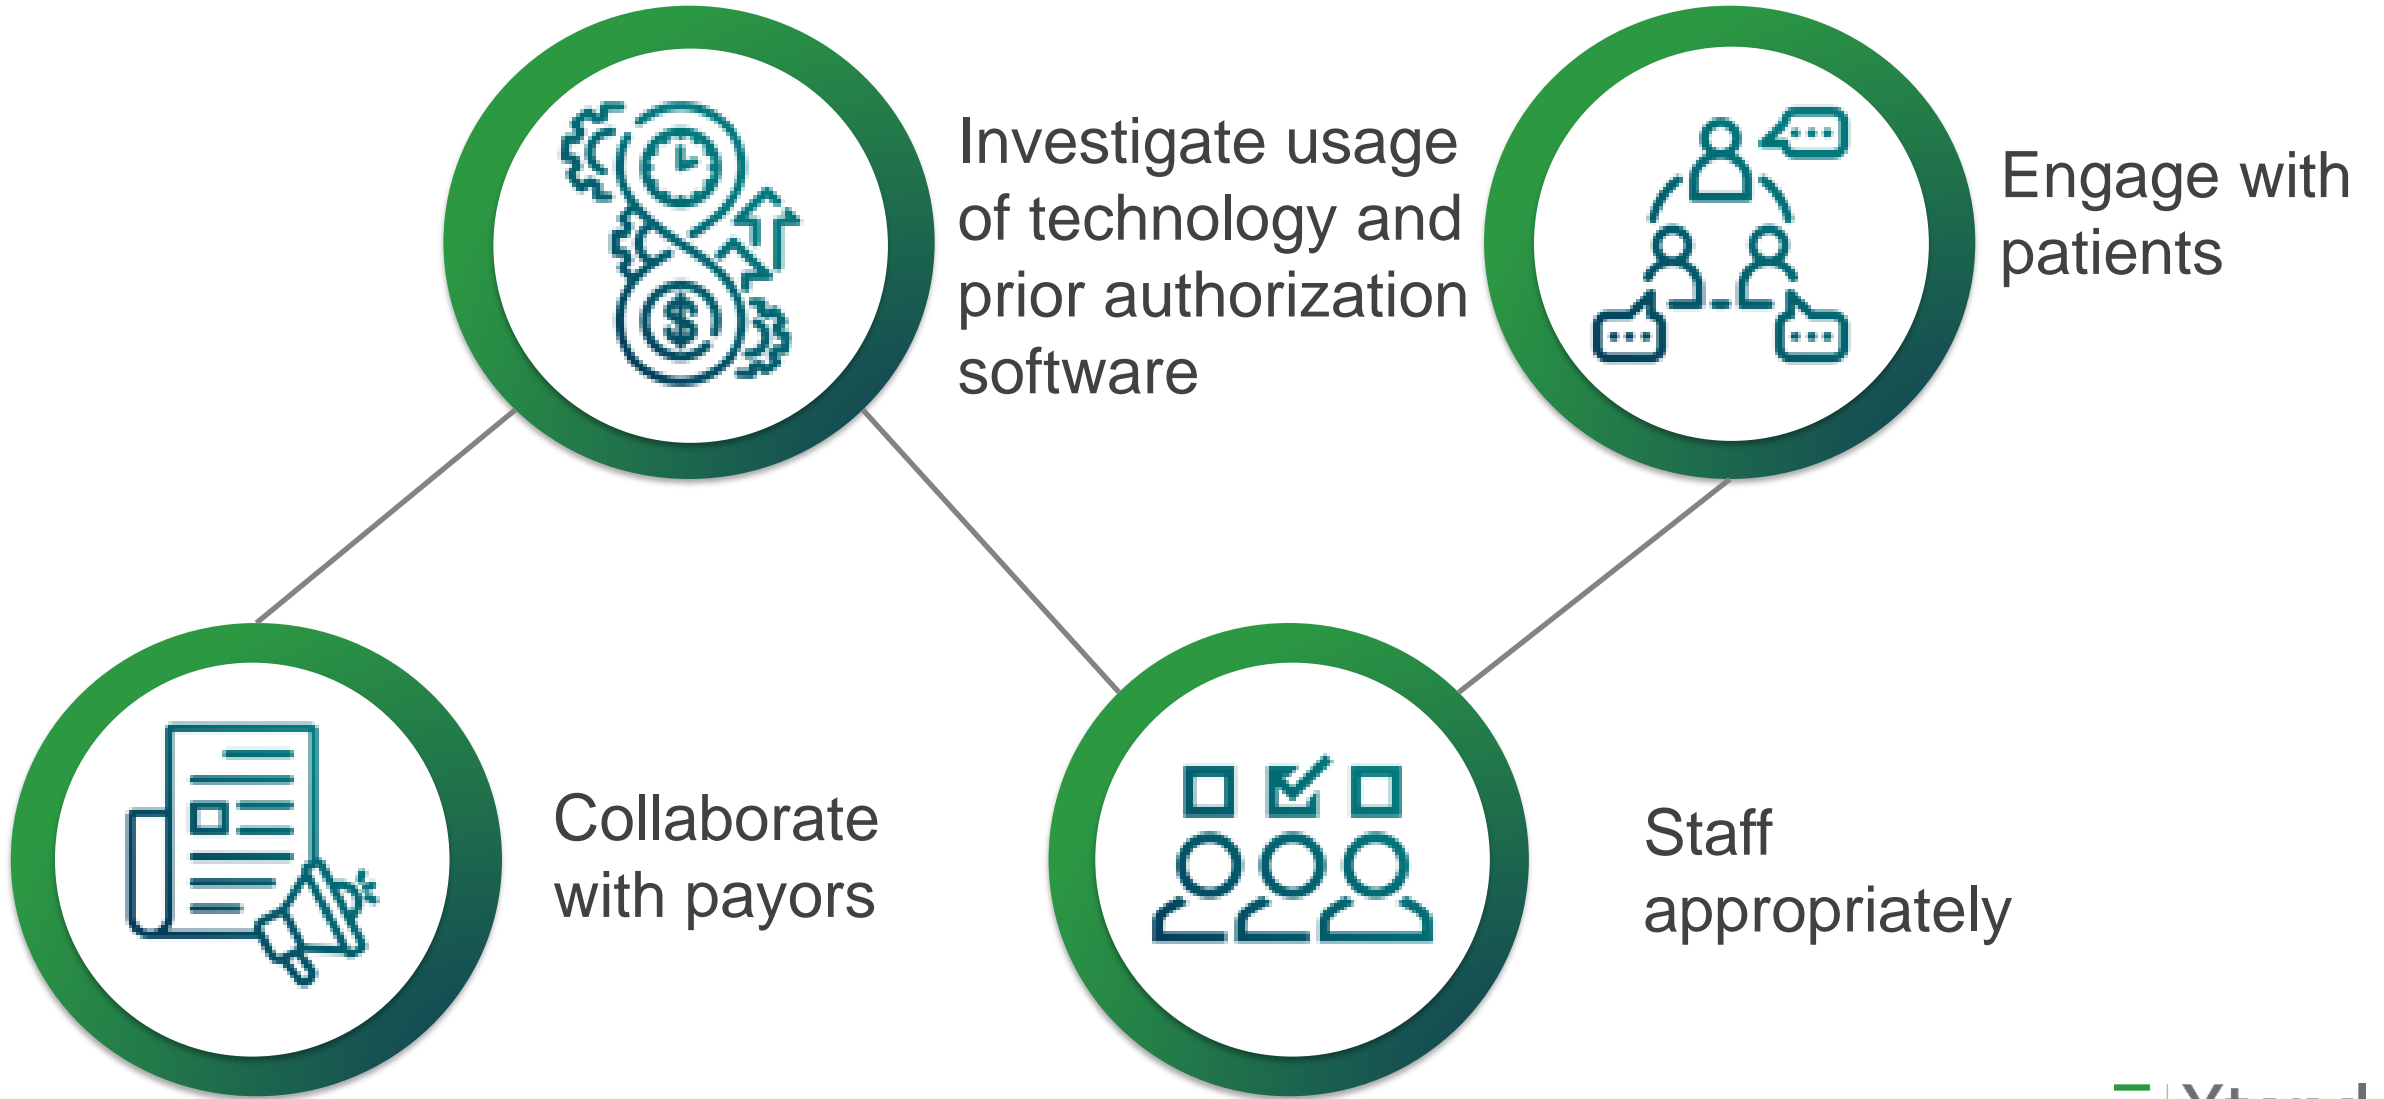 Investigate usage
of technology and
prior authorization
software
Engage with
patients
Collaborate
with payors
Staff
appropriately